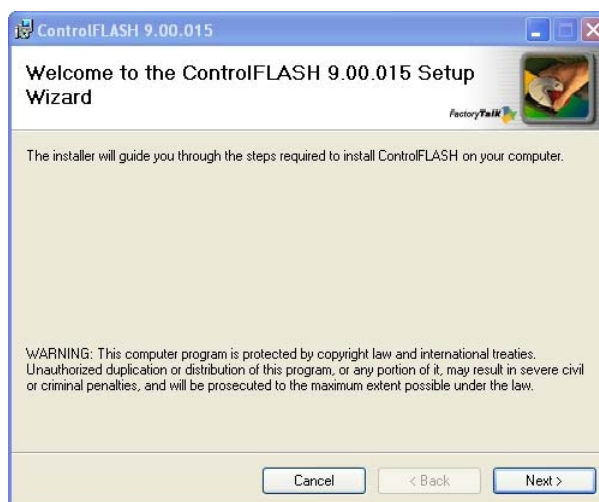 ControlFLASH 9.00.015
Welcome to the ControlFLASH 9.00.015 Setup
Wizard
FactoryTalk
The installer will guide you through the steps required to install ControlFLASH on your computer.
WARNING: This computer program is protected by copyright law and international treaties.
Unauthorized duplication or distribution of this program, or any portion of it, may result in severe civil
or criminal penalties, and will be prosecuted to the maximum extent possible under the law.
Cancel
< Back
Next >